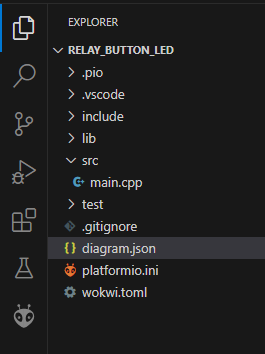 EXPLORER
RELAY_BUTTON_LED
.pio
.vscode
include
lib
src
main.cpp
test
.gitignore
diagram.json
platformio.ini
wokwi.toml